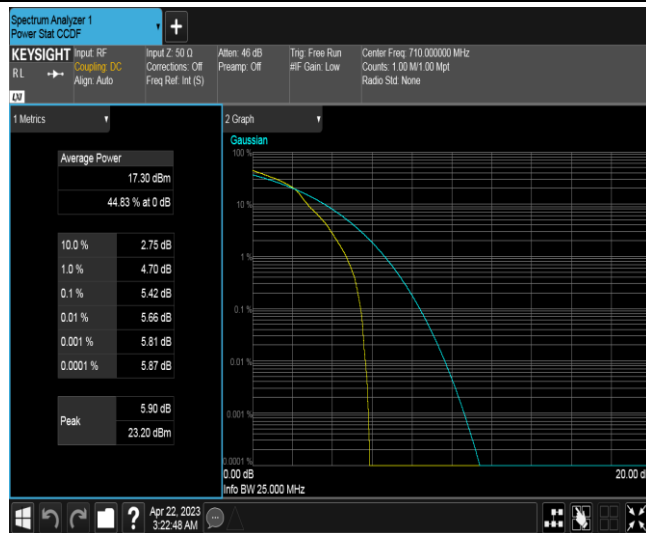 Spectrum Analyzer 1
Power Stat CCDF
KEYSIGHT
RL
LXI
Input: RF
Coupling: DC
Align: Auto
Input Z: 50 Ω
Corrections: Off
Freq Ref: Int (S)
Atten: 46 dB
Preamp: Off
Trig: Free Run
#IF Gain: Low
Center Freq: 710.000000 MHz
Counts: 1.00 M/1.00 Mpt
Radio Std: None
1 Metrics
Average Power
17.30 dBm
44.83 % at 0 dB
10.0 % 2.75 dB
1.0 % 4.70 dB
0.1 % 5.42 dB
0.01 % 5.66 dB
0.001 % 5.81 dB
0.0001 % 5.87 dB
Peak
5.90 dB
23.20 dBm
2 Graph
Gaussian
100 %
10 %
1 %
0.1 %
0.01 %
0.001 %
0.0001 %
0.00 dB
20.00 d
Info BW 25.000 MHz
?
Apr 22, 2023
3:22:48 AM